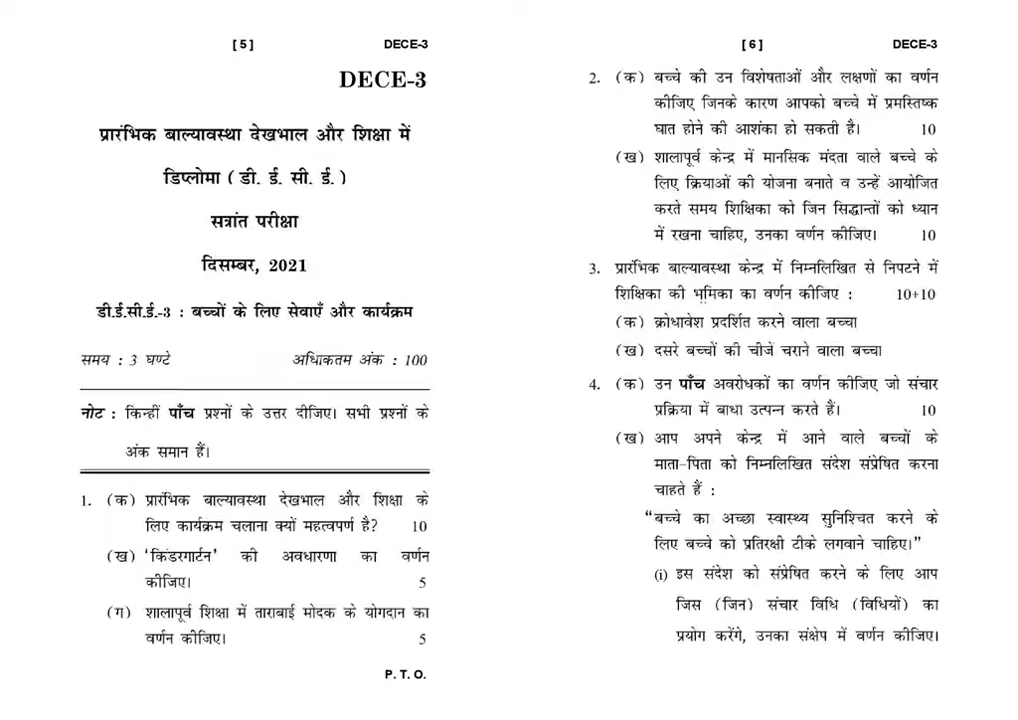 [ 5 ] DECE-3
DECE-3
प्रारंभिक बाल्यावस्था देखभाल और शिक्षा में
डिप्लोमा ( डी. ई. सी. ई. )
सत्रांत परीक्षा
दिसम्बर, 2021
डी.ई.सी.ई.-3 : बच्चों के लिए सेवाएँ और कार्यक्रम
समय : 3 घण्टे अधिकतम अंक : 100
नोट : किन्हीं पाँच प्रश्नों के उत्तर दीजिए। सभी प्रश्नों के
अंक समान हैं।
1. (क) प्रारंभिक बाल्यावस्था देखभाल और शिक्षा के
लिए कार्यक्रम चलाना क्यों महत्वपर्ण है? 10
(ख) 'किंडरगार्टन' की अवधारणा का वर्णन
कीजिए। 5
(ग) शालापूर्व शिक्षा में ताराबाई मोदक के योगदान का
वर्णन कीजिए। 5
P. T. O.
[ 6 ] DECE-3
2. (क) बच्चे की उन विशेषताओं और लक्षणों का वर्णन
कीजिए जिनके कारण आपको बच्चे में प्रमस्तिष्क
घात होने की आशंका हो सकती है। 10
(ख) शालापूर्व केन्द्र में मानसिक मंदता वाले बच्चे के
लिए क्रियाओं की योजना बनाते व उन्हें आयोजित
करते समय शिक्षिका को जिन सिद्धान्तों को ध्यान
में रखना चाहिए, उनका वर्णन कीजिए। 10
3. प्रारंभिक बाल्यावस्था केन्द्र में निम्नलिखित से निपटने में
शिक्षिका की भूमिका का वर्णन कीजिए : 10+10
(क) क्रोधावेश प्रदर्शित करने वाला बच्चा
(ख) दसरे बच्चों की चीजें चराने वाला बच्चा
4. (क) उन पाँच अवरोधकों का वर्णन कीजिए जो संचार
प्रक्रिया में बाधा उत्पन्न करते हैं। 10
(ख) आप अपने केन्द्र में आने वाले बच्चों के
माता-पिता को निम्नलिखित संदेश संप्रेषित करना
चाहते हैं :
“बच्चे का अच्छा स्वास्थ्य सुनिश्चित करने के
लिए बच्चे को प्रतिरक्षी टीके लगवाने चाहिए।”
(i) इस संदेश को संप्रेषित करने के लिए आप
जिस (जिन) संचार विधि (विधियों) का
प्रयोग करेंगे, उनका संक्षेप में वर्णन कीजिए।